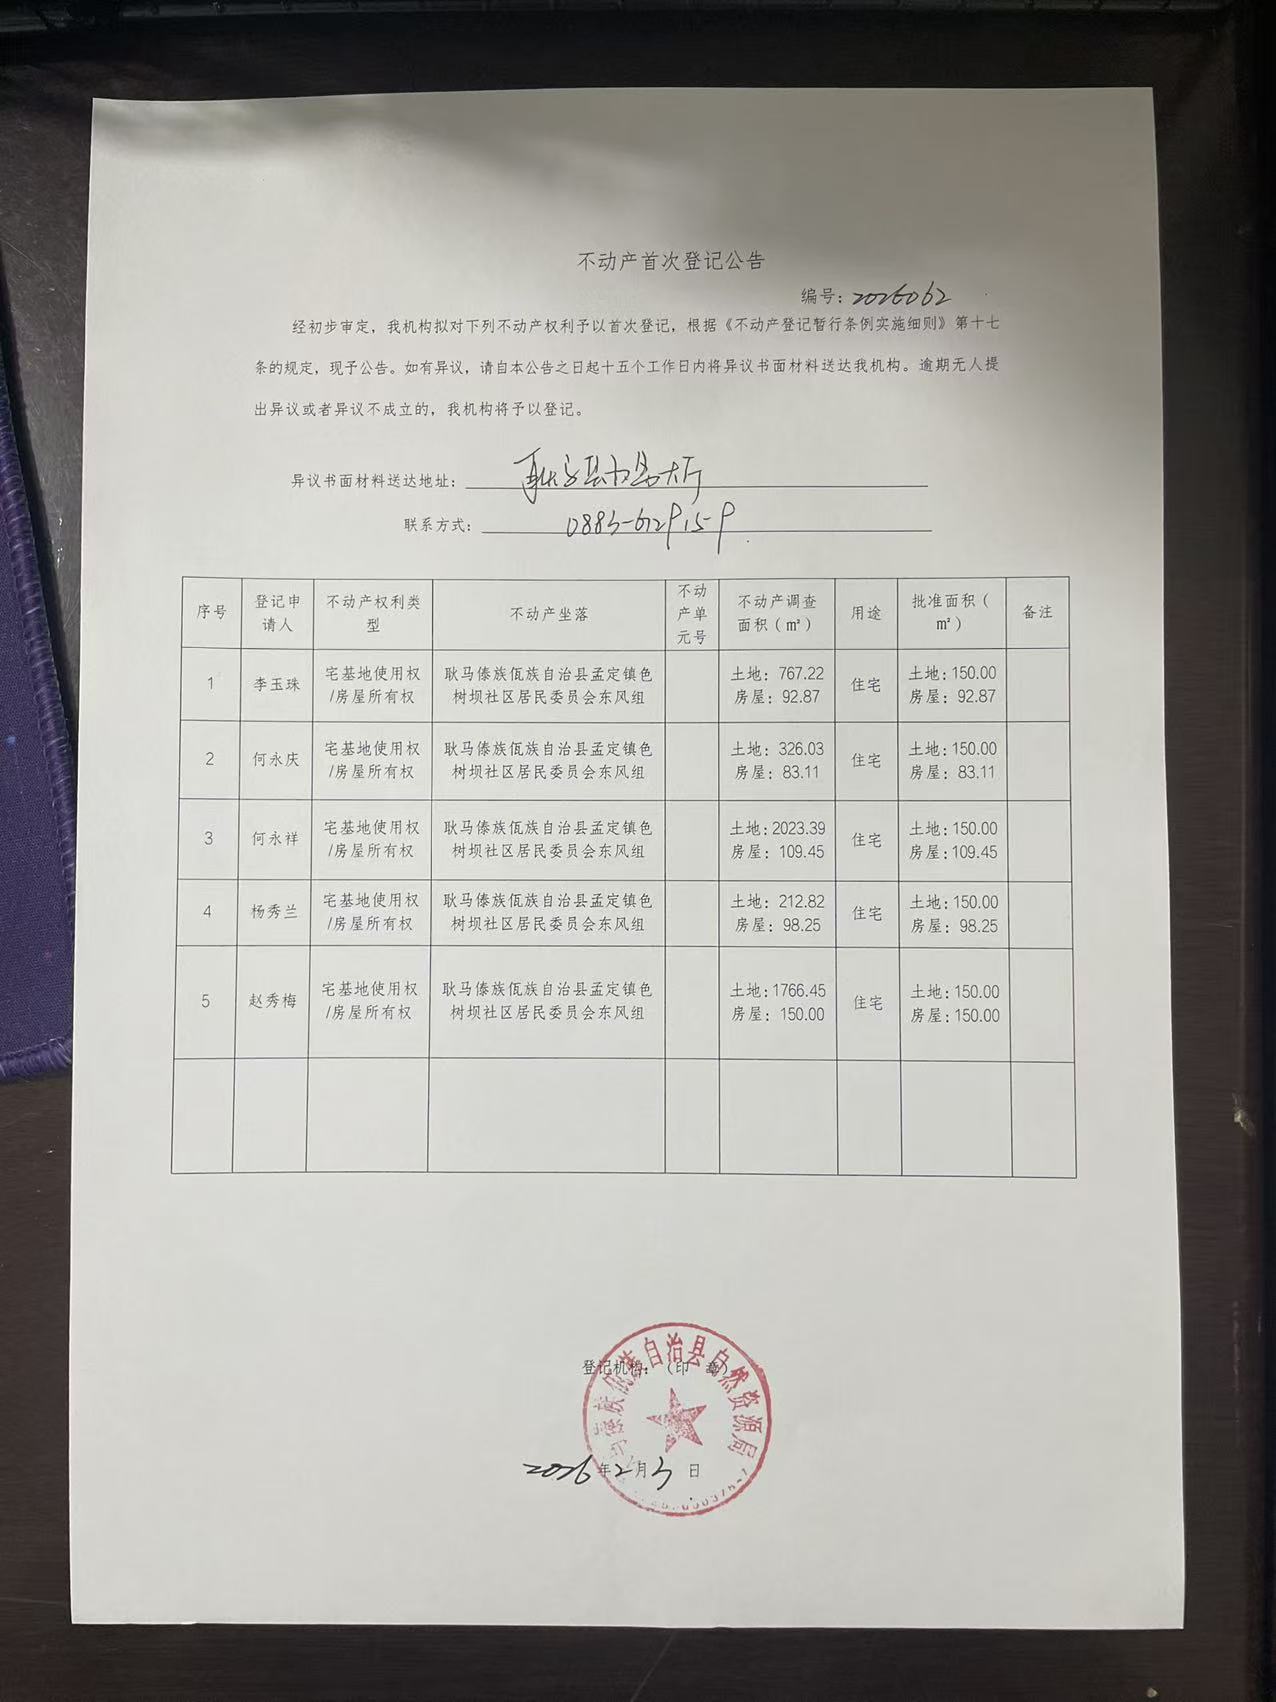 不动产首次登记公告
编号：2026062
经初步审定，我机构拟对下列不动产权利予以首次登记，根据《不动产登记暂行条例实施细则》第十七
条的规定，现予公告。如有异议，请自本公告之日起十五个工作日内将异议书面材料送达我机构。逾期无人提
出异议或者异议不成立的，我机构将予以登记。
异议书面材料送达地址：
联系方式：0883-6129159
序号 登记申请人 不动产权利类型 不动产坐落 不动产单元号 不动产调查面积（㎡） 用途 批准面积（㎡） 备注
1 李玉珠 宅基地使用权/房屋所有权 耿马傣族佤族自治县孟定镇色树坝社区居民委员会东风组 土地：767.22 房屋：92.87 住宅 土地：150.00 房屋：92.87
2 何永庆 宅基地使用权/房屋所有权 耿马傣族佤族自治县孟定镇色树坝社区居民委员会东风组 土地：326.03 房屋：83.11 住宅 土地：150.00 房屋：83.11
3 何永祥 宅基地使用权/房屋所有权 耿马傣族佤族自治县孟定镇色树坝社区居民委员会东风组 土地：2023.39 房屋：109.45 住宅 土地：150.00 房屋：109.45
4 杨秀兰 宅基地使用权/房屋所有权 耿马傣族佤族自治县孟定镇色树坝社区居民委员会东风组 土地：212.82 房屋：98.25 住宅 土地：150.00 房屋：98.25
5 赵秀梅 宅基地使用权/房屋所有权 耿马傣族佤族自治县孟定镇色树坝社区居民委员会东风组 土地：1766.45 房屋：150.00 住宅 土地：150.00 房屋：150.00
登记机构：（印 章）
傣族佤族自治县自然资源局
2026年2月3日